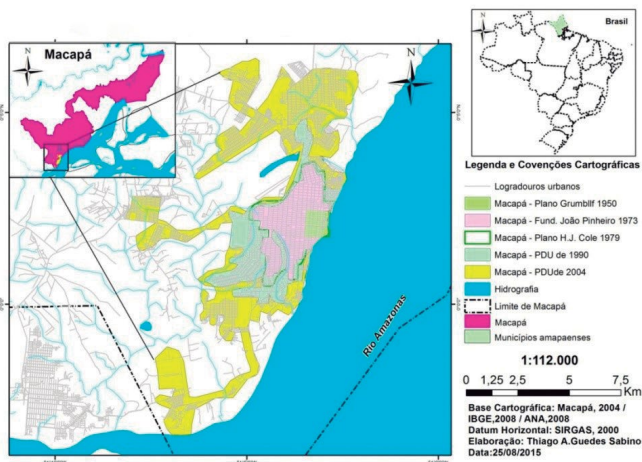 N
Macapá
N
Rio Amazonas
Brasil
N
Legenda e Covenções Cartográficas
Logradouros urbanos
Macapá - Plano Grumbllf 1950
Macapá - Fund. João Pinheiro 1973
Macapá - Plano H.J. Cole 1979
Macapá - PDU de 1990
Macapá - PDUde 2004
Hidrografia
Limite de Macapá
Macapá
Municípios amapaenses
1:112.000
0 1,25 2,5 5 7,5
Km
Base Cartográfica: Macapá, 2004 /
IBGE,2008 / ANA,2008
Datum Horizontal: SIRGAS, 2000
Elaboração: Thiago A.Guedes Sabino
Data:25/08/2015